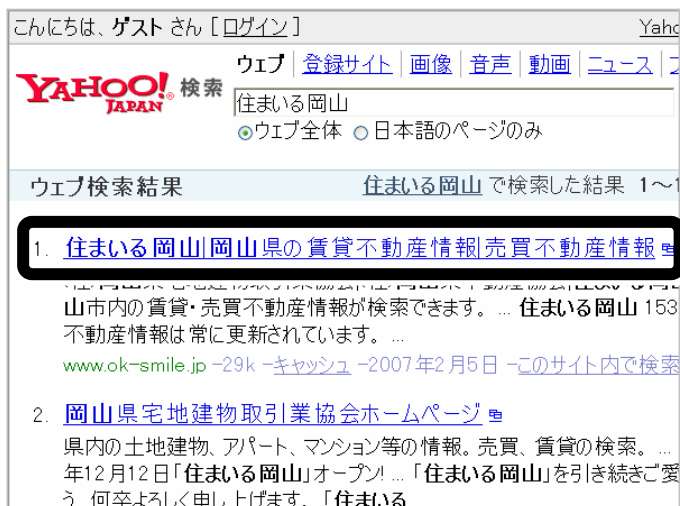 こんにちは、ゲスト さん [ログイン]
ウェブ | 登録サイト | 画像 | 音声 | 動画 | ニュース |
YAHOO! JAPAN 検索
住まいる岡山
ウェブ全体 日本語のページのみ
ウェブ検索結果 住まいる岡山 で検索した結果 1~1
1. 住まいる岡山|岡山県の賃貸不動産情報|売買不動産情報
山市内の賃貸・売買不動産情報が検索できます。 ... 住まいる岡山 153
不動産情報は常に更新されています。 ...
www.ok-smile.jp -29k -キャッシュ -2007年2月5日 -このサイト内で検索
2. 岡山県宅地建物取引業協会ホームページ
県内の土地建物、アパート、マンション等の情報。売買、賃貸の検索。 ...
年12月12日「住まいる岡山」オープン! ... 「住まいる岡山」を引き続きご愛
う 何卒よろしく申し上げます。「住まいる